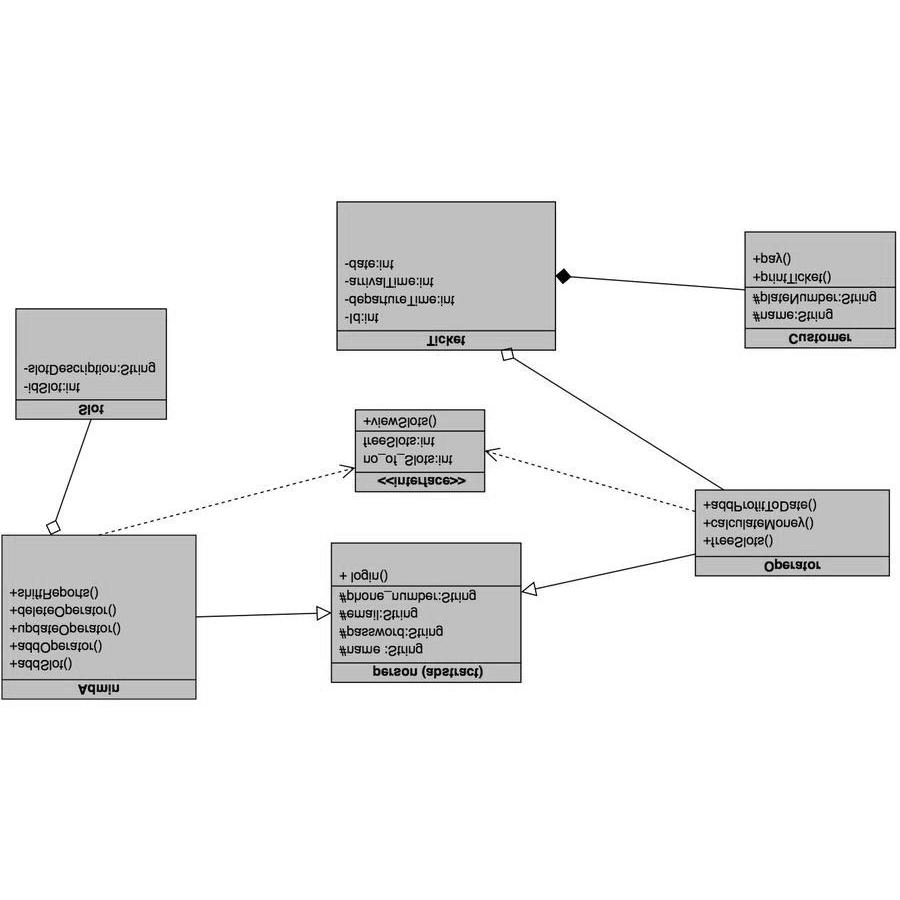 Admin
+addSlot()
+addOperator()
+updateOperator()
+deleteOperator()
+shiftReports()
person (abstract)
#name :String
#password:String
#email:String
#phone_number:String
+ login()
Operator
+freeSlots()
+calculateMoney()
+addProfitToDate()
<<interface>>
no_of_Slots:int
freeSlots:int
+viewSlots()
Slot
-idSlot:int
-slotDescription:String
Ticket
-Id:int
-departureTime:int
-arrivalTime:int
-date:int
Customer
#name:String
#plateNumber:String
+printTicket()
+pay()